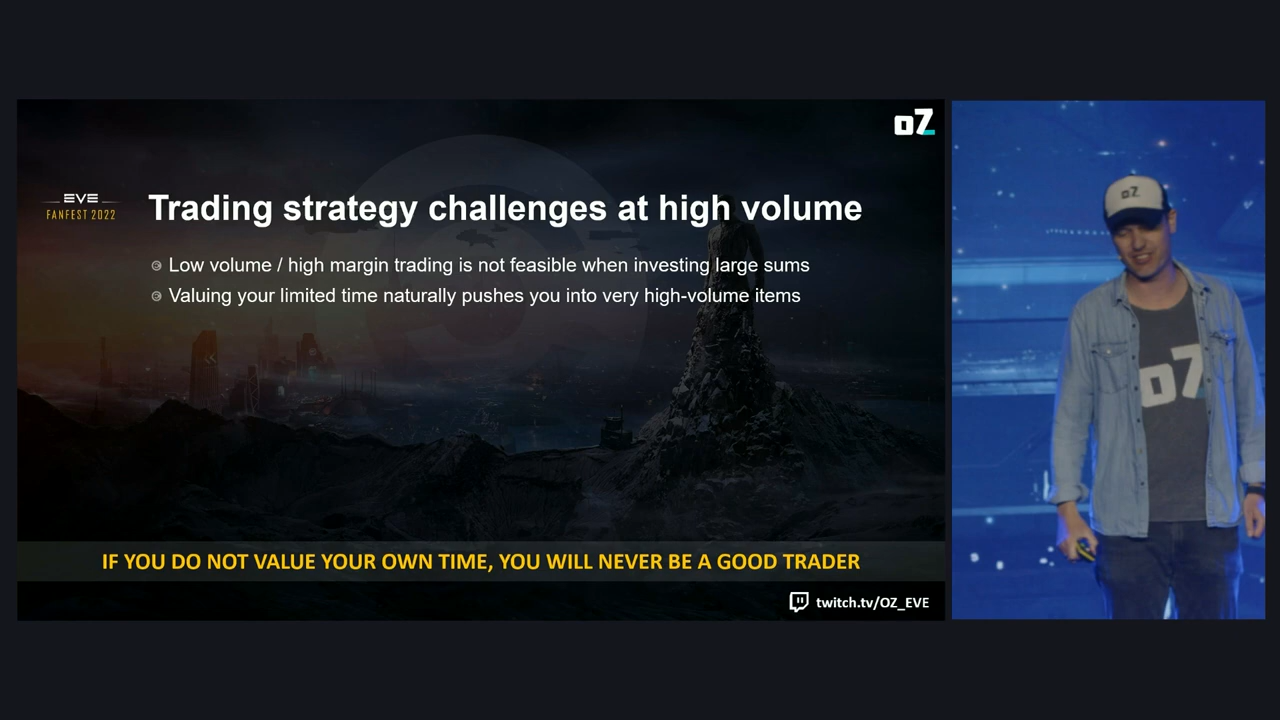 oZ
EVE
FANFEST 2022
Trading strategy challenges at high volume
Low volume / high margin trading is not feasible when investing large sums
Valuing your limited time naturally pushes you into very high-volume items
IF YOU DO NOT VALUE YOUR OWN TIME, YOU WILL NEVER BE A GOOD TRADER
twitch.tv/OZ_EVE
oZ
oZ